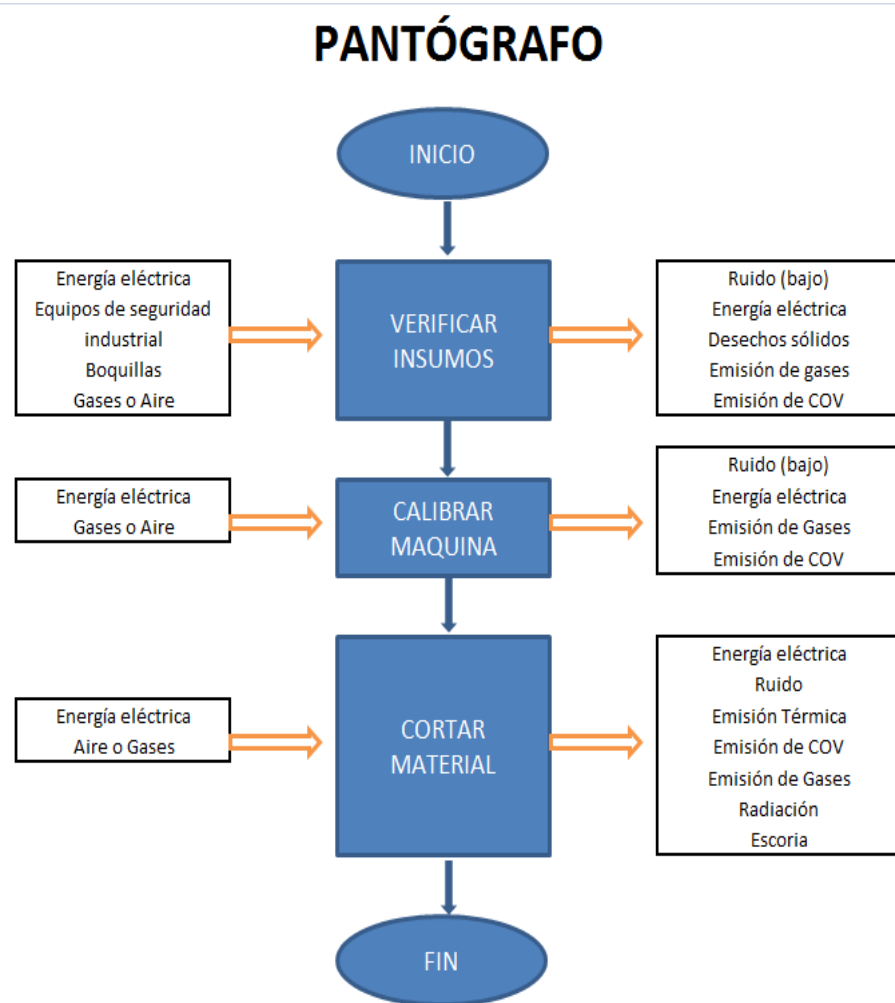 PANTÓGRAFO
INICIO
Energía eléctrica
Equipos de seguridad
industrial
Boquillas
Gases o Aire
VERIFICAR
INSUMOS
Ruido (bajo)
Energía eléctrica
Desechos sólidos
Emisión de gases
Emisión de COV
Energía eléctrica
Gases o Aire
CALIBRAR
MAQUINA
Ruido (bajo)
Energía eléctrica
Emisión de Gases
Emisión de COV
Energía eléctrica
Aire o Gases
CORTAR
MATERIAL
Energía eléctrica
Ruido
Emisión Térmica
Emisión de COV
Emisión de Gases
Radiación
Escoria
FIN